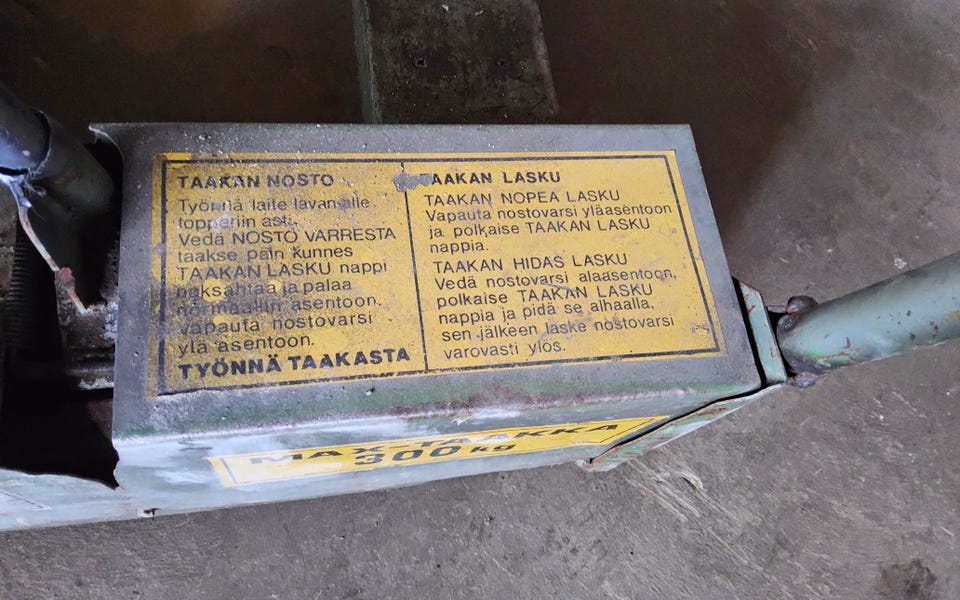 TAAKAN NOSTO
Työnnä laite lavan alle
toppariin asti.
Vedä NOSTO VARRESTA
taakse päin kunnes
TAAKAN LASKU nappi
naksahtaa ja palaa
normaaliin asentoon.
Vapauta nostovarsi
ylä asentoon.
TYÖNNÄ TAAKASTA
TAAKAN LASKU
TAAKAN NOPEA LASKU
Vapauta nostovarsi yläasentoon
ja polkaise TAAKAN LASKU
nappia.
TAAKAN HIDAS LASKU
Vedä nostovarsi alaasentoon,
polkaise TAAKAN LASKU
nappia ja pidä se alhaalla,
sen jälkeen laske nostovarsi
varovasti ylös.
MAX-TAAKKA
300 kg